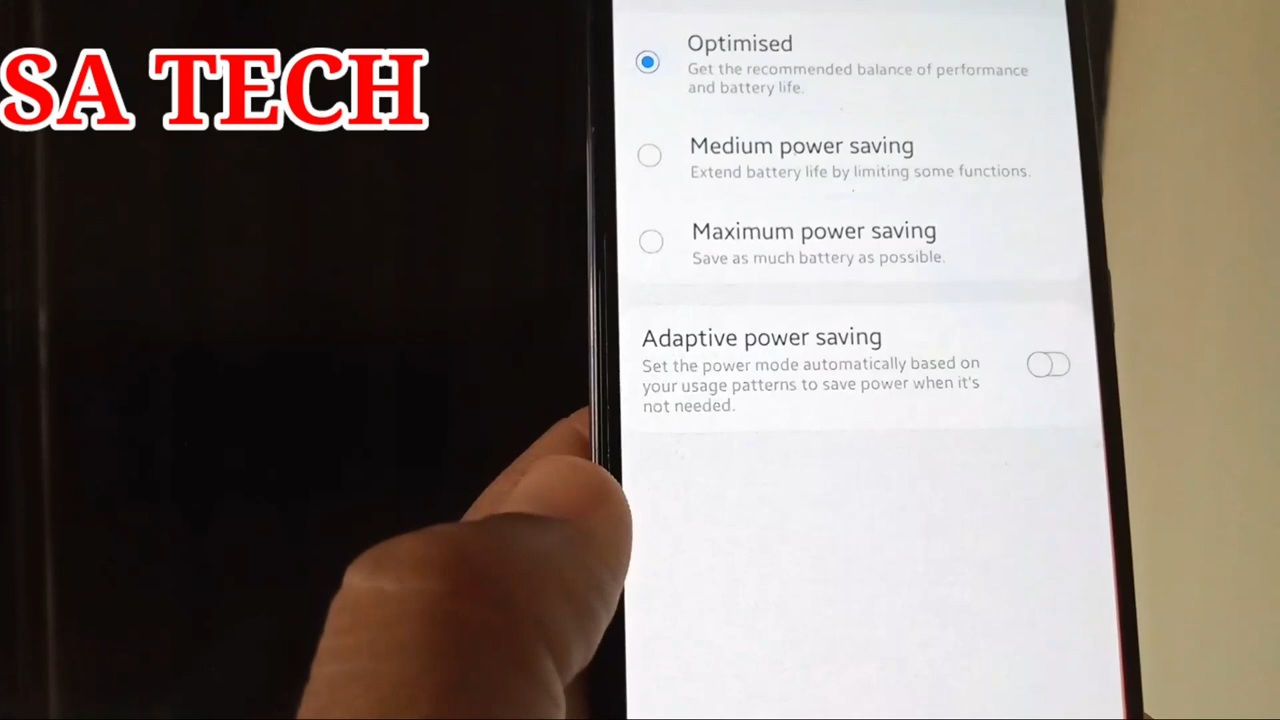 SA TECH
Optimised
Get the recommended balance of performance
and battery life.
Medium power saving
Extend battery life by limiting some functions.
Maximum power saving
Save as much battery as possible.
Adaptive power saving
Set the power mode automatically based on
your usage patterns to save power when it's
not needed.